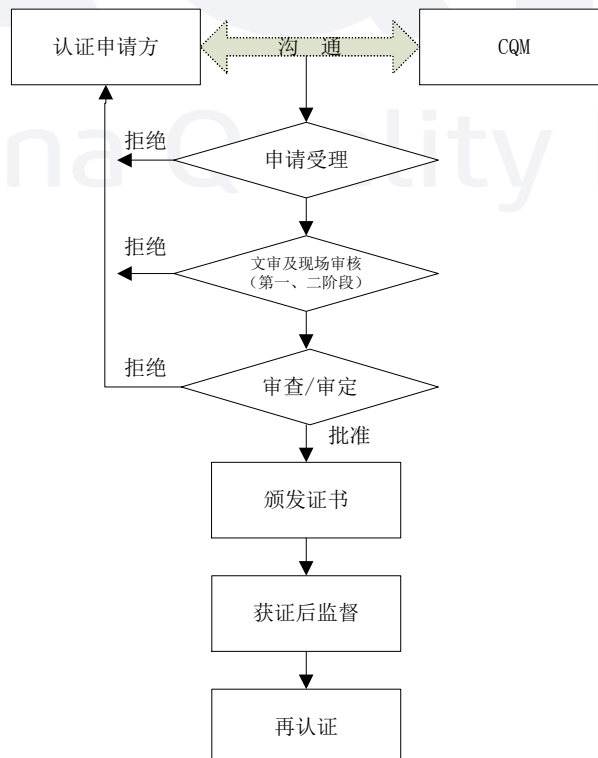 认证申请方
沟 通
CQM
拒绝
申请受理
拒绝
文审及现场审核
（第一、二阶段）
拒绝
审查/审定
批准
颁发证书
获证后监督
再认证